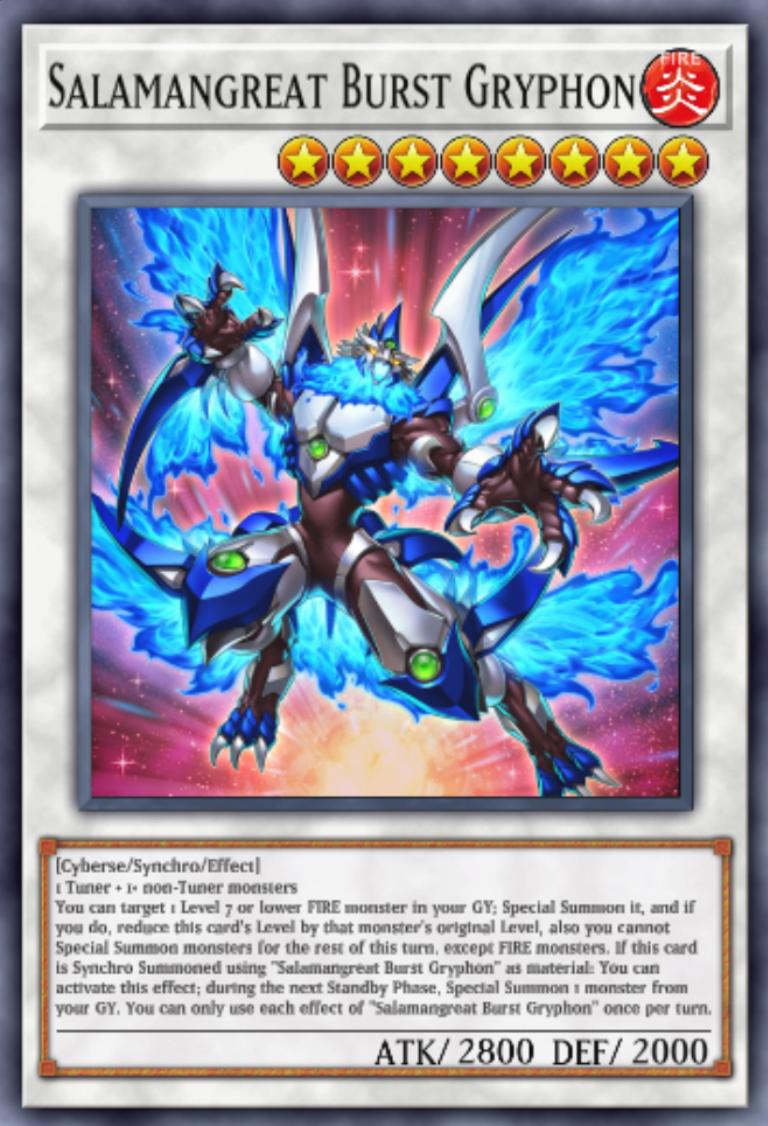 SALAMANGREAT BURST GRYPHON
FIRE
炎
[Cyberse/Synchro/Effect]
1 Tuner + 1+ non-Tuner monsters
You can target 1 Level 7 or lower FIRE monster in your GY; Special Summon it, and if
you do, reduce this card's Level by that monster's original Level, also you cannot
Special Summon monsters for the rest of this turn, except FIRE monsters. If this card
is Synchro Summoned using "Salamangreat Burst Gryphon" as material: You can
activate this effect; during the next Standby Phase, Special Summon 1 monster from
your GY. You can only use each effect of "Salamangreat Burst Gryphon" once per turn.
ATK/ 2800 DEF/ 2000